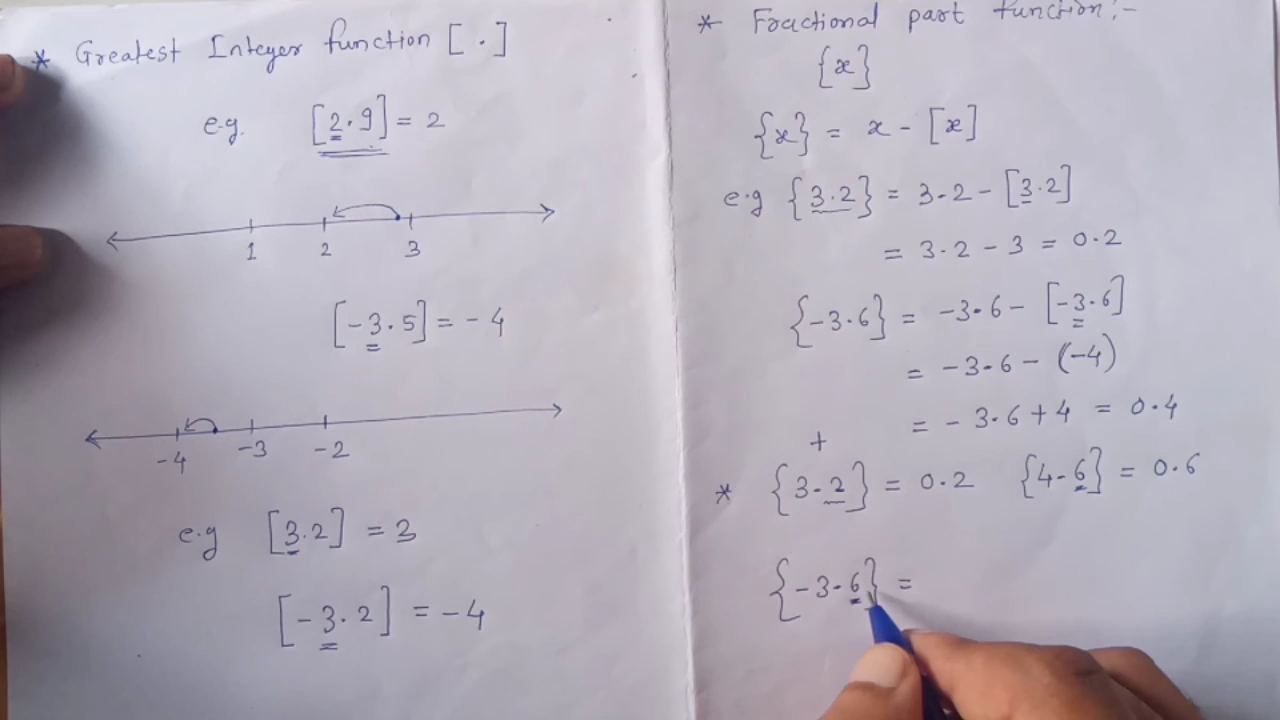 * Greatest Integer function [ . ]
e.g. [2.9] = 2
1 2 3
[-3.5] = -4
-4 -3 -2
e.g [3.2] = 3
[-3.2] = -4
* Fractional part function:-
{x}
{x} = x - [x]
e.g {3.2} = 3.2 - [3.2]
= 3.2 - 3 = 0.2
{-3.6} = -3.6 - [-3.6]
= -3.6 - (-4)
= -3.6 + 4 = 0.4
+
* {3.2} = 0.2 {4.6} = 0.6
{-3.6} =